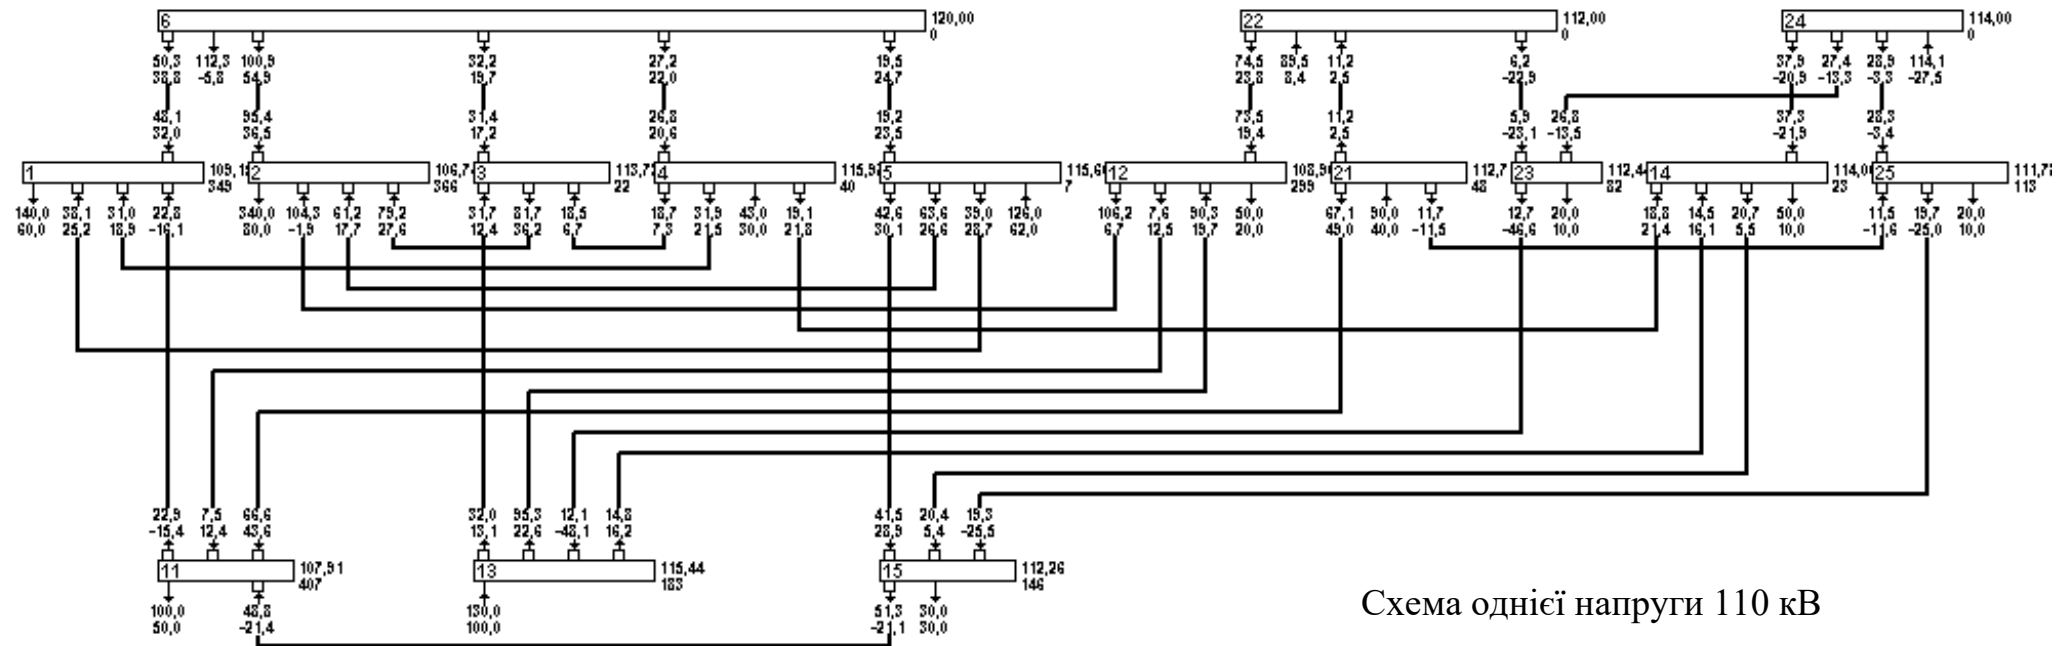 6 120,00 22 112,00 24 114,00
0 0 0
50,3 112,3 100,9 32,2 27,2 19,5 74,5 89,5 11,2 6,2 37,9 27,4 28,9 114,1
38,8 -5,8 54,9 19,7 22,0 24,7 23,8 8,4 2,5 -22,9 -20,9 -13,3 -3,3 -27,5
48,1 95,4 31,4 26,8 19,2 73,5 11,2 5,9 26,8 37,3 28,3
32,0 36,5 17,2 20,6 23,5 19,4 2,5 -23,1 -13,5 -21,9 -3,4
1 2 3 4 5 12 21 23 14 25
349 366 22 40 7 299 48 82 23 113
140,0 38,1 31,0 22,8 340,0 104,3 61,2 79,2 31,7 81,7 18,5 18,7 31,9 43,0 19,1 42,6 63,6 39,0 126,0 106,2 7,6 90,3 50,0 67,1 90,0 11,7 12,7 20,0 18,8 14,5 20,7 50,0 11,5 19,7 20,0
60,0 25,2 18,9 -16,1 80,0 -1,9 17,7 27,6 12,4 36,2 6,7 7,3 21,5 30,0 21,8 30,1 26,6 28,7 62,0 6,7 12,5 19,7 20,0 45,0 40,0 -11,5 -46,6 10,0 21,4 16,1 5,5 10,0 -11,6 -25,0 10,0
22,9 7,5 66,6 32,0 95,3 12,1 14,8 41,5 20,4 19,3
-15,4 12,4 43,6 13,1 22,6 -48,1 16,2 28,9 5,4 -25,5
11 107,91 13 115,44 15 112,26
407 183 146
100,0 48,8 130,0 51,3 30,0
50,0 -21,4 100,0 -21,1 30,0
Схема однієї напруги 110 кВ